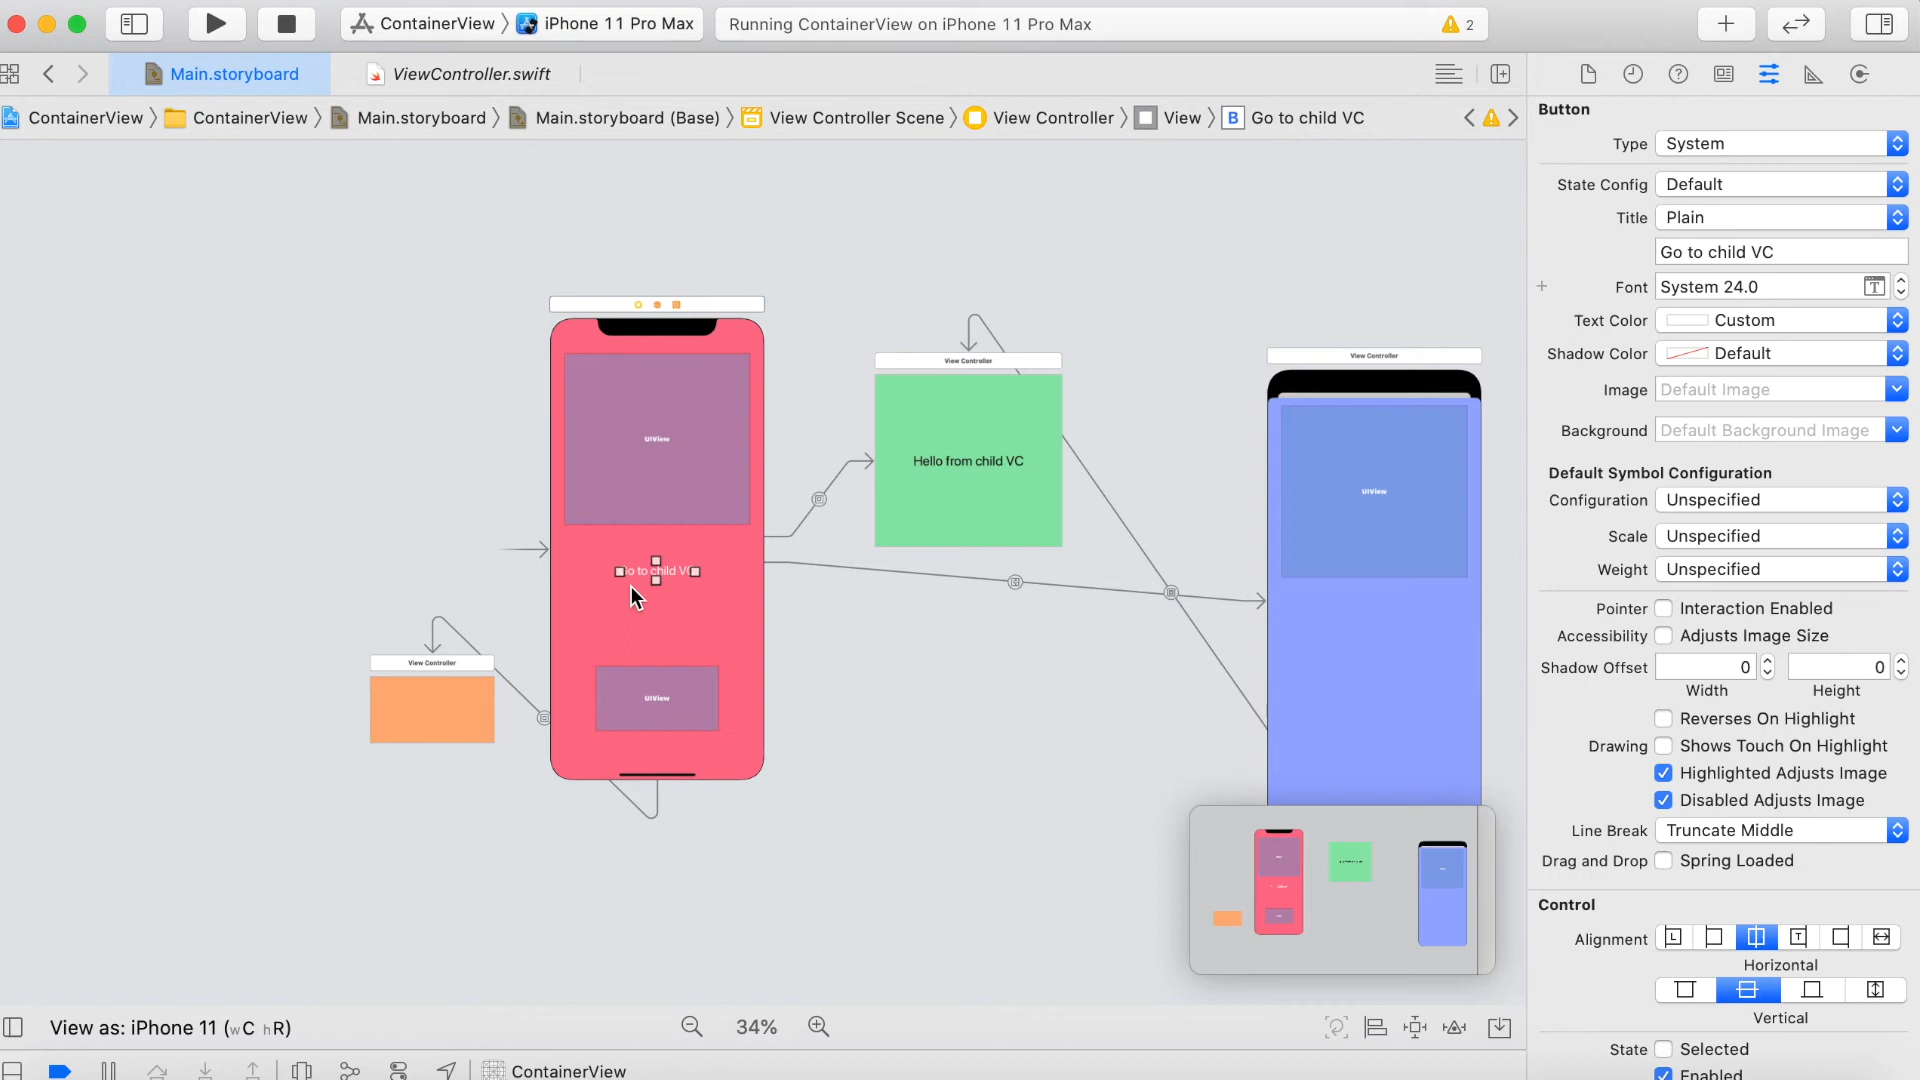 ContainerView
iPhone 11 Pro Max
Running ContainerView on iPhone 11 Pro Max
2
Main.storyboard
ViewController.swift
ContainerView
ContainerView
Main.storyboard
Main.storyboard (Base)
View Controller Scene
View Controller
View
B
Go to child VC
UIView
Go to child VC
UIView
View Controller
View Controller
Hello from child VC
View Controller
UIView
View as: iPhone 11 (wC hR)
34%
ContainerView
Button
Type System
State Config Default
Title Plain
Go to child VC
Font System 24.0
Text Color Custom
Shadow Color Default
Image Default Image
Background Default Background Image
Default Symbol Configuration
Configuration Unspecified
Scale Unspecified
Weight Unspecified
Pointer Interaction Enabled
Accessibility Adjusts Image Size
Shadow Offset 0 0
Width Height
Reverses On Highlight
Drawing Shows Touch On Highlight
Highlighted Adjusts Image
Disabled Adjusts Image
Line Break Truncate Middle
Drag and Drop Spring Loaded
Control
Alignment
Horizontal
Vertical
State Selected
Enabled